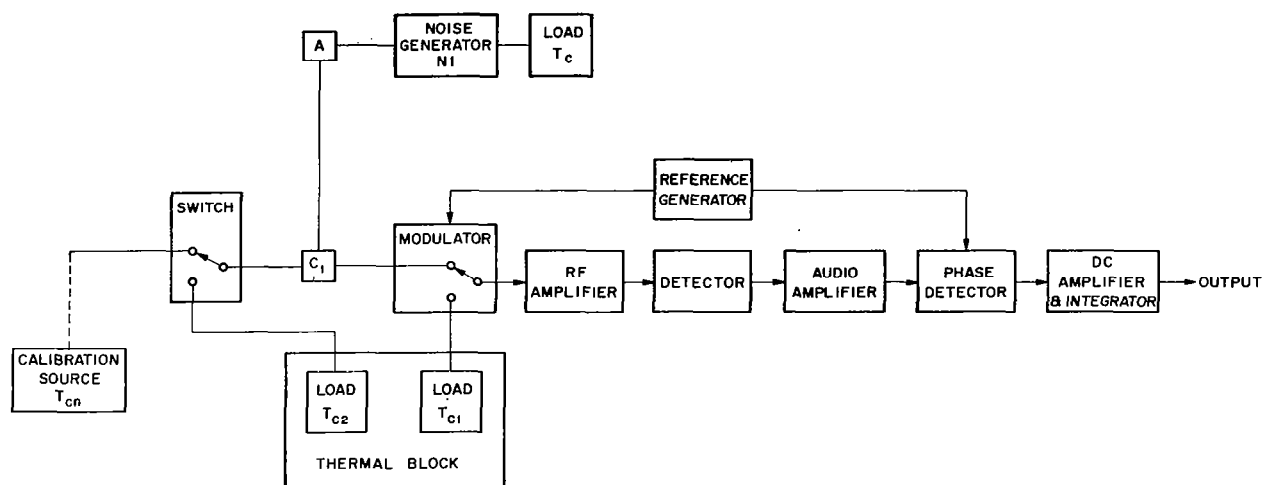 A
NOISE
GENERATOR
N1
LOAD
Tc
REFERENCE
GENERATOR
SWITCH
C1
MODULATOR
RF
AMPLIFIER
DETECTOR
AUDIO
AMPLIFIER
PHASE
DETECTOR
DC
AMPLIFIER
& INTEGRATOR
OUTPUT
CALIBRATION
SOURCE
Tcn
LOAD
TC2
LOAD
TC1
THERMAL BLOCK